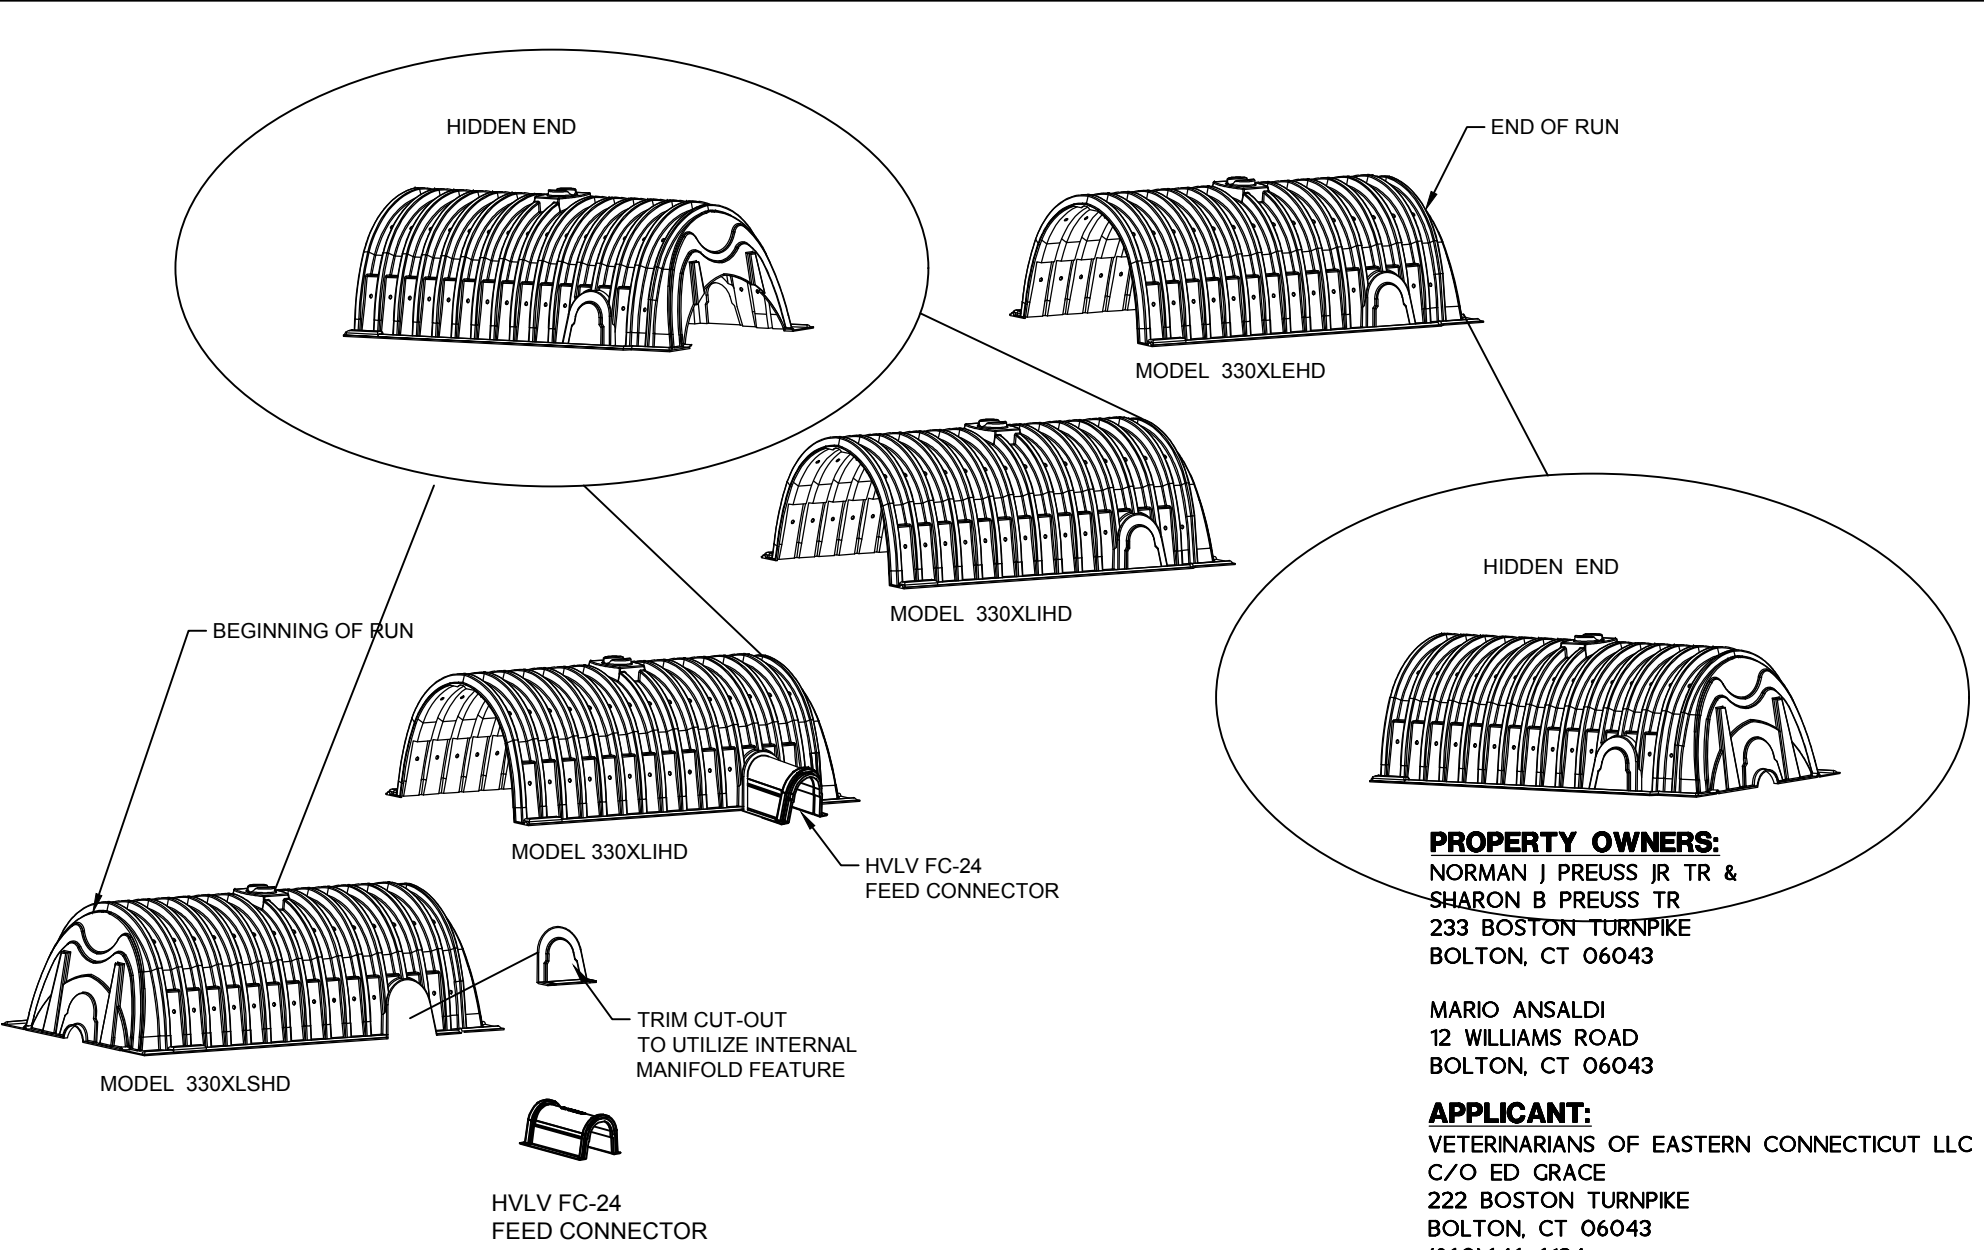 HIDDEN END
END OF RUN
MODEL 330XLEHD
MODEL 330XLIHD
HIDDEN END
BEGINNING OF RUN
MODEL 330XLIHD
HVLV FC-24
FEED CONNECTOR
TRIM CUT-OUT
TO UTILIZE INTERNAL
MANIFOLD FEATURE
MODEL 330XLSHD
HVLV FC-24
FEED CONNECTOR
PROPERTY OWNERS:
NORMAN J PREUSS JR TR &
SHARON B PREUSS TR
233 BOSTON TURNPIKE
BOLTON, CT 06043
MARIO ANSALDI
12 WILLIAMS ROAD
BOLTON, CT 06043
APPLICANT:
VETERINARIANS OF EASTERN CONNECTICUT LLC
C/O ED GRACE
222 BOSTON TURNPIKE
BOLTON, CT 06043